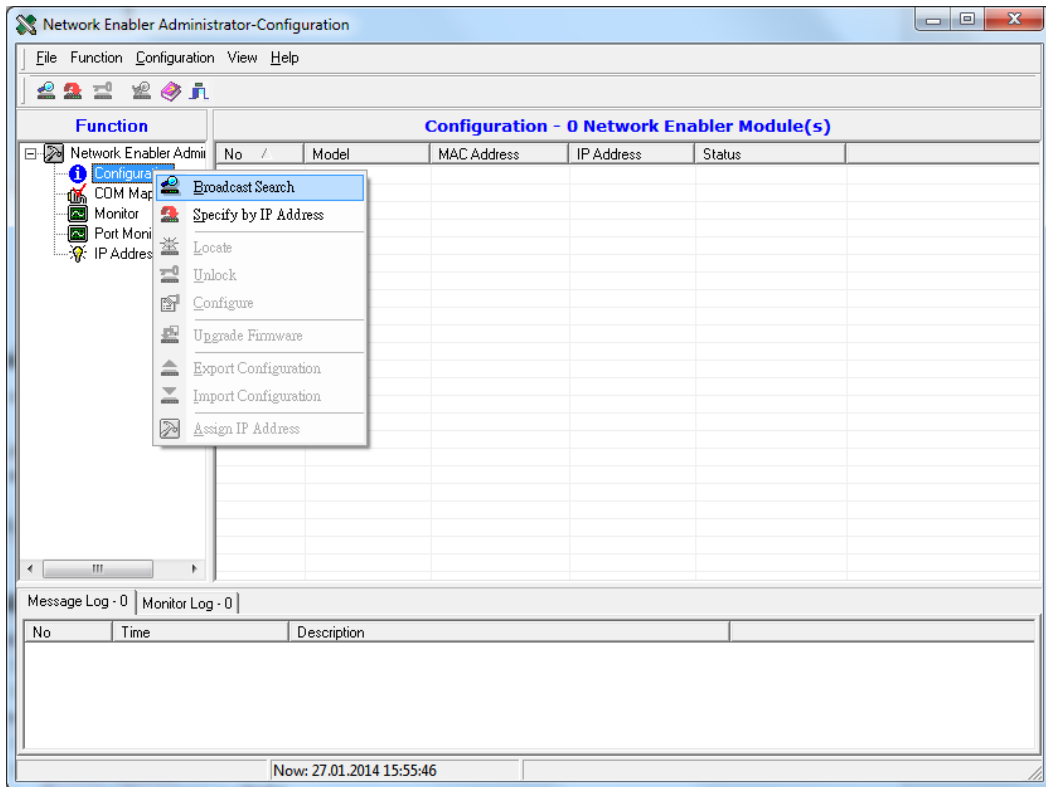 Network Enabler Administrator-Configuration
File Function Configuration View Help
Function
Configuration - 0 Network Enabler Module(s)
Network Enabler Admi
No / Model MAC Address IP Address Status
Configura
COM Map
Monitor
Port Moni
IP Addres
Broadcast Search
Specify by IP Address
Locate
Unlock
Configure
Upgrade Firmware
Export Configuration
Import Configuration
Assign IP Address
Message Log - 0 Monitor Log - 0
No Time Description
Now: 27.01.2014 15:55:46